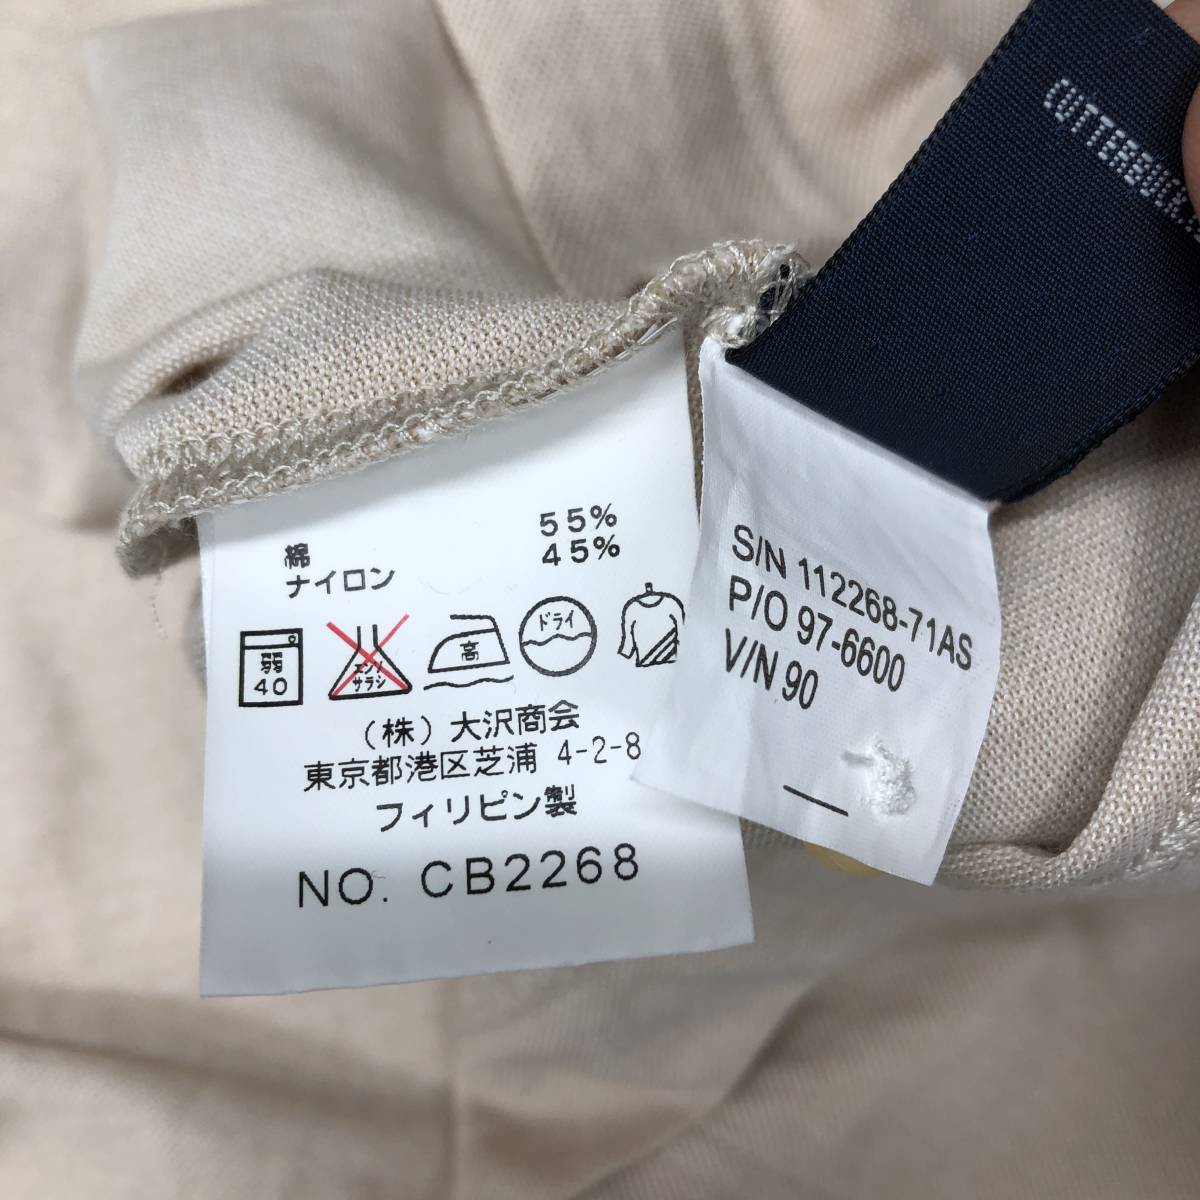 綿 55%
ナイロン 45%
弱
40
エンソ
サラシ
高
ドライ
(株) 大沢商会
東京都港区芝浦 4-2-8
フィリピン製
NO. CB2268
S/N 112268-71AS
P/O 97-6600
V/N 90